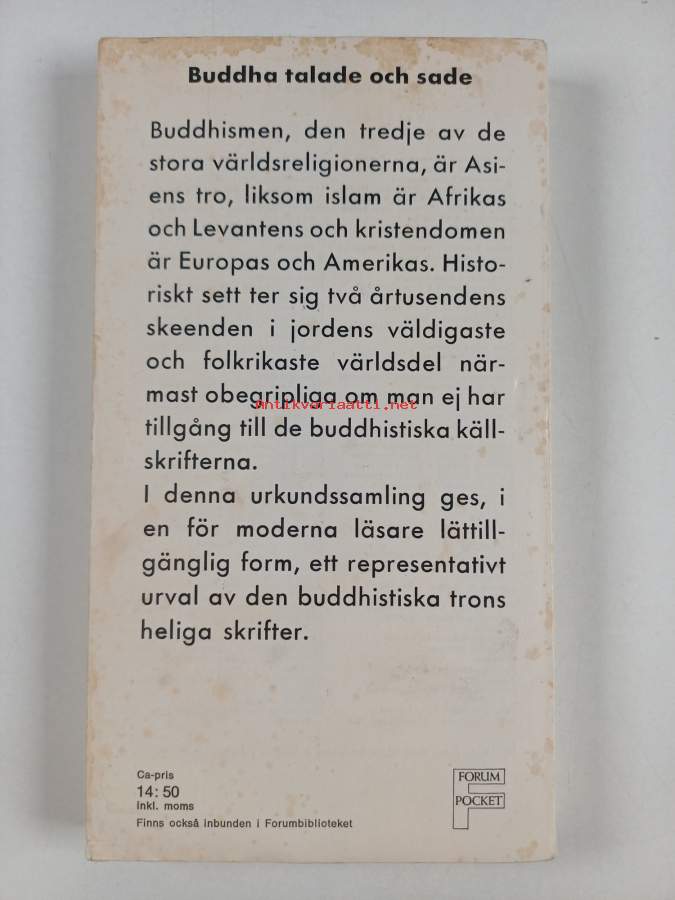 Buddha talade och sade
Buddhismen, den tredje av de
stora världsreligionerna, är Asi-
ens tro, liksom islam är Afrikas
och Levantens och kristendomen
är Europas och Amerikas. Histo-
riskt sett ter sig två årtusendens
skeenden i jordens väldigaste
och folkrikaste världsdel när-
mast obegripliga om man ej har
Antikvariaatti.net
tillgång till de buddhistiska käll-
skrifterna.
I denna urkundssamling ges, i
en för moderna läsare lättill-
gänglig form, ett representativt
urval av den buddhistiska trons
heliga skrifter.
Ca-pris
14:50
inkl. moms
Finns också inbunden i Forumbiblioteket
FORUM
POCKET